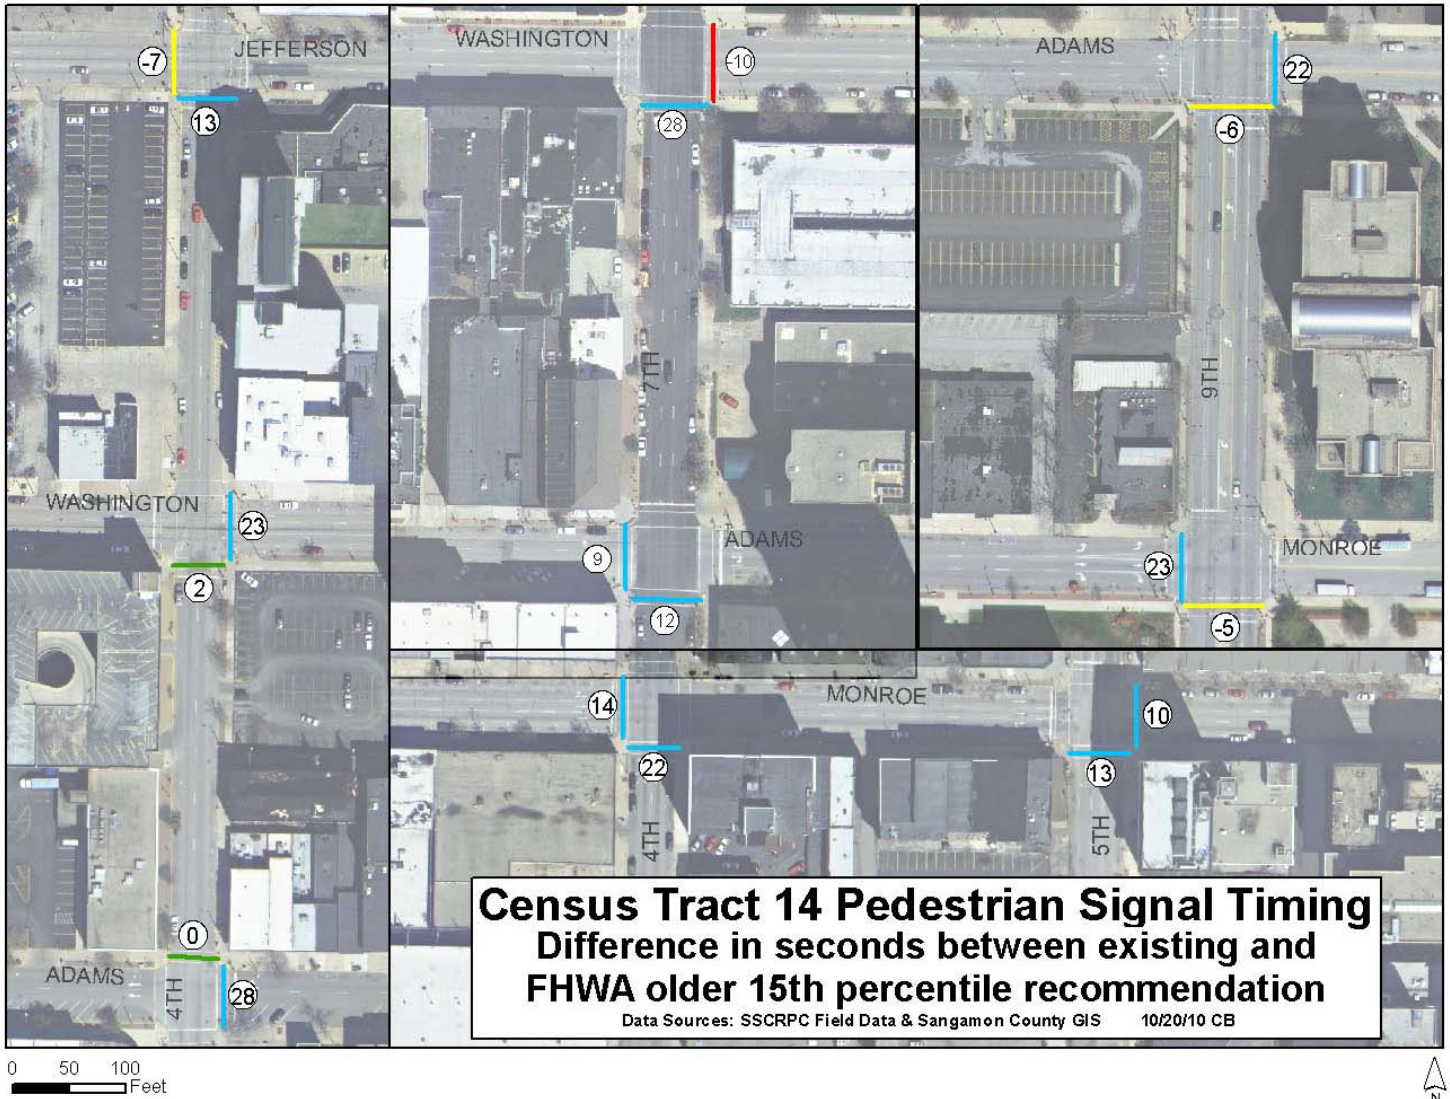 JEFFERSON
-7
13
WASHINGTON
23
2
0
ADAMS
4TH
28
WASHINGTON
-10
28
7TH
9
ADAMS
12
ADAMS
22
-6
9TH
23
MONROE
-5
14
MONROE
10
22
13
4TH
5TH
Census Tract 14 Pedestrian Signal Timing
Difference in seconds between existing and
FHWA older 15th percentile recommendation
Data Sources: SSCRPC Field Data & Sangamon County GIS 10/20/10 CB
0 50 100
Feet
N